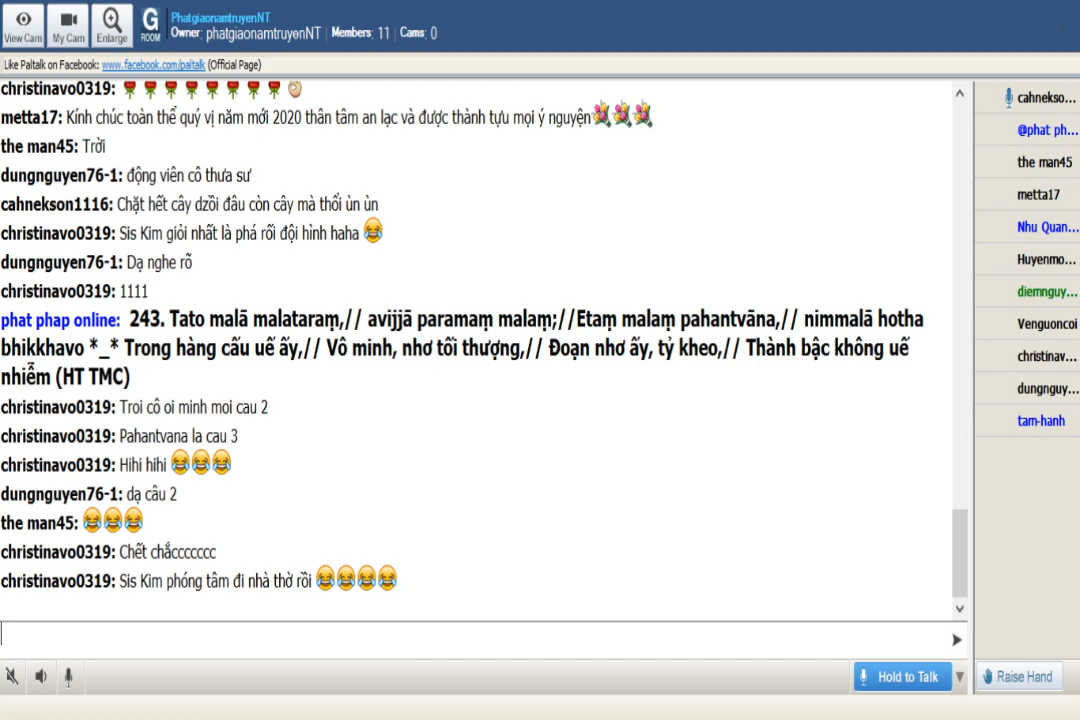 PhatgiaonamtruyenNT
G
ROOM
Owner: phatgiaonamtruyenNT | Members: 11 | Cams: 0
View Cam
My Cam
Enlarge
Like Paltalk on Facebook: www.facebook.com/paltalk (Official Page)
christinavo0319:
metta17: Kính chúc toàn thể quý vị năm mới 2020 thân tâm an lạc và được thành tựu mọi ý nguyện
the man45: Trời
dungnguyen76-1: động viên cô thưa sư
cahnekson1116: Chặt hết cây dzồi đâu còn cây mà thổi ùn ùn
christinavo0319: Sis Kim giỏi nhất là phá rối đội hình haha
dungnguyen76-1: Dạ nghe rõ
christinavo0319: 1111
phat phap online: 243. Tato malā malataraṃ,// avijjā paramaṃ malaṃ;//Etaṃ malaṃ pahantvāna,// nimmalā hotha
bhikkhavo *_* Trong hàng cấu uế ấy,// Vô minh, nhơ tối thượng,// Đoạn nhơ ấy, tỷ kheo,// Thành bậc không uế
nhiễm (HT TMC)
christinavo0319: Troi cô oi minh moi cau 2
christinavo0319: Pahantvana la cau 3
christinavo0319: Hihi hihi
dungnguyen76-1: dạ câu 2
the man45:
christinavo0319: Chết chắccccccc
christinavo0319: Sis Kim phóng tâm đi nhà thờ rồi
cahnekso...
@phat ph...
the man45
metta17
Nhu Quan...
Huyenmo...
diemnguy...
Venguoncoi
christinav...
dungnguy...
tam-hanh
Hold to Talk
Raise Hand